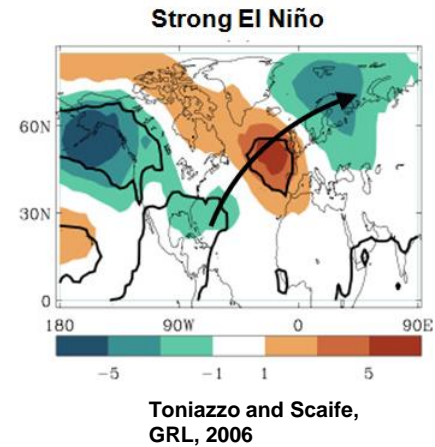 Strong El Niño
60N
30N
0
180 90W 0 90E
−5 −1 1 5
Toniazzo and Scaife,
GRL, 2006